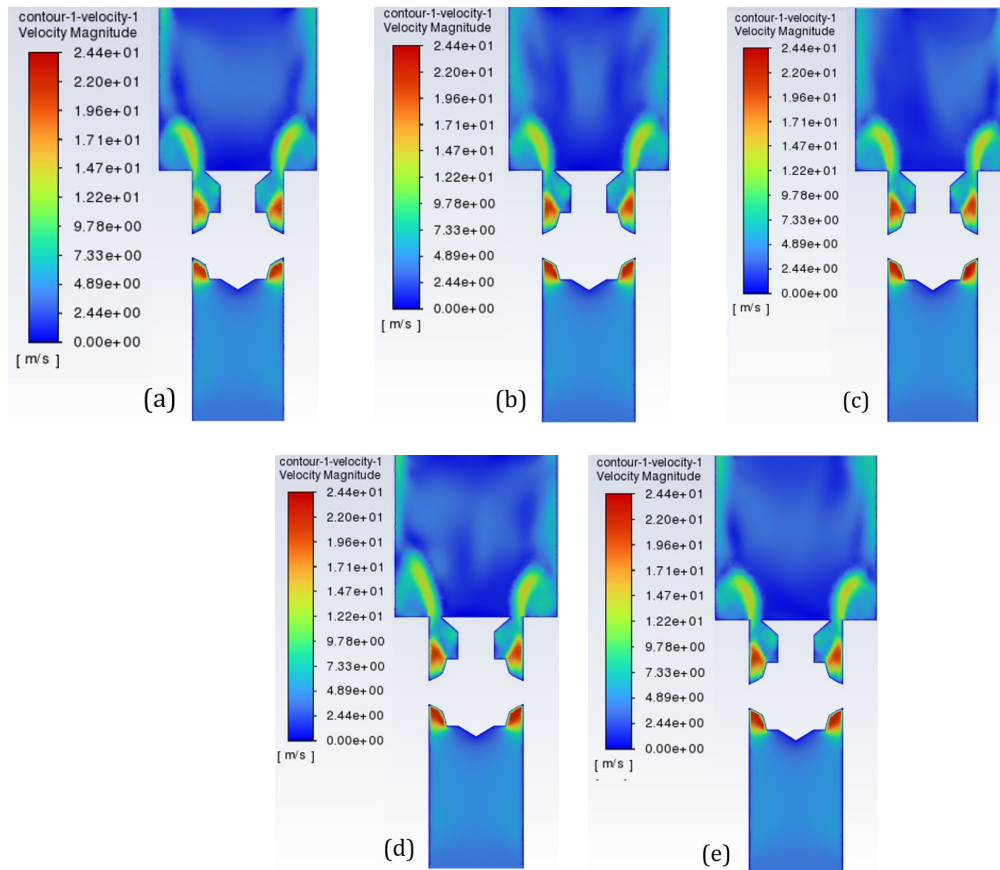 contour-1-velocity-1
Velocity Magnitude
2.44e+01
2.20e+01
1.96e+01
1.71e+01
1.47e+01
1.22e+01
9.78e+00
7.33e+00
4.89e+00
2.44e+00
0.00e+00
[ m/s ]
(a)
contour-1-velocity-1
Velocity Magnitude
2.44e+01
2.20e+01
1.96e+01
1.71e+01
1.47e+01
1.22e+01
9.78e+00
7.33e+00
4.89e+00
2.44e+00
0.00e+00
[ m/s ]
(b)
contour-1-velocity-1
Velocity Magnitude
2.44e+01
2.20e+01
1.96e+01
1.71e+01
1.47e+01
1.22e+01
9.78e+00
7.33e+00
4.89e+00
2.44e+00
0.00e+00
[ m/s ]
(c)
contour-1-velocity-1
Velocity Magnitude
2.44e+01
2.20e+01
1.96e+01
1.71e+01
1.47e+01
1.22e+01
9.78e+00
7.33e+00
4.89e+00
2.44e+00
0.00e+00
[ m/s ]
(d)
contour-1-velocity-1
Velocity Magnitude
2.44e+01
2.20e+01
1.96e+01
1.71e+01
1.47e+01
1.22e+01
9.78e+00
7.33e+00
4.89e+00
2.44e+00
0.00e+00
[ m/s ]
(e)